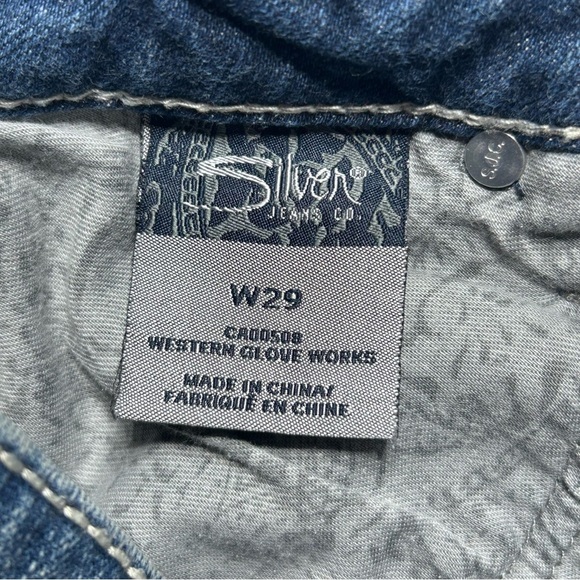 Silver®
JEANS CO.
W29
CA00508
WESTERN GLOVE WORKS
MADE IN CHINA/
FABRIQUÉ EN CHINE